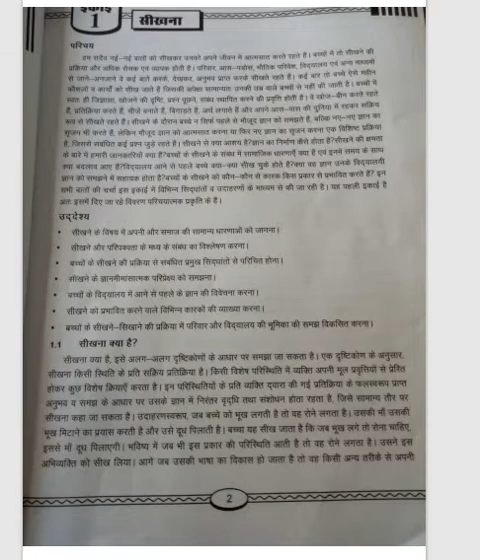 इकाई
1
सीखना
परिचय
हम सदैव नई-नई बातों को सीखकर उनको अपने जीवन में आत्मसात करते रहते हैं। बच्चों में तो सीखने की
प्रक्रिया और अधिक रोचक एवं व्यापक होती है। परिवार, आस-पड़ोस, भौतिक परिवेश, विद्यालय एवं अन्य माध्यमों
से जाने-अनजाने वे कई बातें करके, देखकर, अनुभव प्राप्त करके सीखते रहते हैं। कई बार तो बच्चे ऐसे महीन
कौशलों व कार्यों को सीख जाते हैं जिसकी अपेक्षा सामान्यतः उनकी उम्र वाले बच्चों से नहीं की जाती है। बच्चों में
स्वतः ही जिज्ञासा, खोजने की दृष्टि, प्रश्न पूछने, संबंध स्थापित करने की प्रवृति होती है। वे खोज-बीन करते रहते
हैं, प्रतिक्रिया करते हैं, चीजें बनाते हैं, बिगाड़ते हैं, अर्थ लगाते हैं और अपने आस-पास की दुनिया में रहकर सक्रिय
रूप से सीखते रहते हैं। सीखने के दौरान बच्चे न सिर्फ पहले से मौजूद ज्ञान को समझते हैं, बल्कि नए-नए ज्ञान का
सृजन भी करते हैं, लेकिन मौजूद ज्ञान को आत्मसात करना या फिर नए ज्ञान का सृजन करना एक विशिष्ट प्रक्रिया
है, जिससे संबंधित कई प्रश्न जुड़े रहते हैं। सीखने से क्या आशय है?ज्ञान का निर्माण कैसे होता है?सीखने की क्षमता
के बारे में हमारी जानकारियाँ क्या हैं?बच्चों के सीखने के संबंध में सामाजिक धारणाएँ क्या हैं एवं इनमें समय के साथ
क्या बदलाव आए हैं?विद्यालय आने से पहले बच्चे क्या-क्या सीख चुके होते हैं?क्या वह ज्ञान उनके विद्यालयी
ज्ञान को समझने में सहायक होता है?बच्चों के सीखने को कौन-कौन से कारक किस प्रकार से प्रभावित करते हैं? इन
सभी बातों की चर्चा इस इकाई में विभिन्न सिद्धांतों व उदाहरणों के माध्यम से की जा रही है। यह पहली इकाई है
अतः इसमें दिए जा रहे विवरण परिचयात्मक प्रकृति के हैं।
उद्देश्य
• सीखने के विषय में अपनी और समाज की सामान्य धारणाओं को जानना।
• सीखने और परिपक्वता के मध्य के संबंध का विश्लेषण करना।
• बच्चों के सीखने की प्रक्रिया से संबंधित प्रमुख सिद्धांतों से परिचित होना।
• सीखने के ज्ञानमीमांसात्मक परिप्रेक्ष्य को समझना।
• बच्चों के विद्यालय में आने से पहले के ज्ञान की विवेचना करना।
• सीखने को प्रभावित करने वाले विभिन्न कारकों की व्याख्या करना।
• बच्चों के सीखने-सिखाने की प्रक्रिया में परिवार और विद्यालय की भूमिका की समझ विकसित करना।
1.1 सीखना क्या है?
सीखना क्या है, इसे अलग-अलग दृष्टिकोणों के आधार पर समझा जा सकता है। एक दृष्टिकोण के अनुसार,
सीखना किसी स्थिति के प्रति सक्रिय प्रतिक्रिया है। किसी विशेष परिस्थिति में व्यक्ति अपनी मूल प्रवृत्तियों से प्रेरित
होकर कुछ विशेष क्रियाएँ करता है। इन परिस्थितियों के प्रति व्यक्ति द्वारा की गई प्रतिक्रिया के फलस्वरूप प्राप्त
अनुभव व समझ के आधार पर उसके ज्ञान में निरंतर वृद्धि तथा संशोधन होता रहता है, जिसे सामान्य तौर पर
सीखना कहा जा सकता है। उदाहरणस्वरूप, जब बच्चे को भूख लगती है तो वह रोने लगता है। उसकी माँ उसकी
भूख मिटाने का प्रयास करती है और उसे दूध पिलाती है। बच्चा यह सीख जाता है कि जब भूख लगे तो रोना चाहिए,
इससे माँ दूध पिलाएगी। भविष्य में जब भी इस प्रकार की परिस्थिति आती है तो वह रोने लगता है। उसने इस
अभिव्यक्ति को सीख लिया। आगे जब उसकी भाषा का विकास हो जाता है तो वह किसी अन्य तरीके से अपनी
2